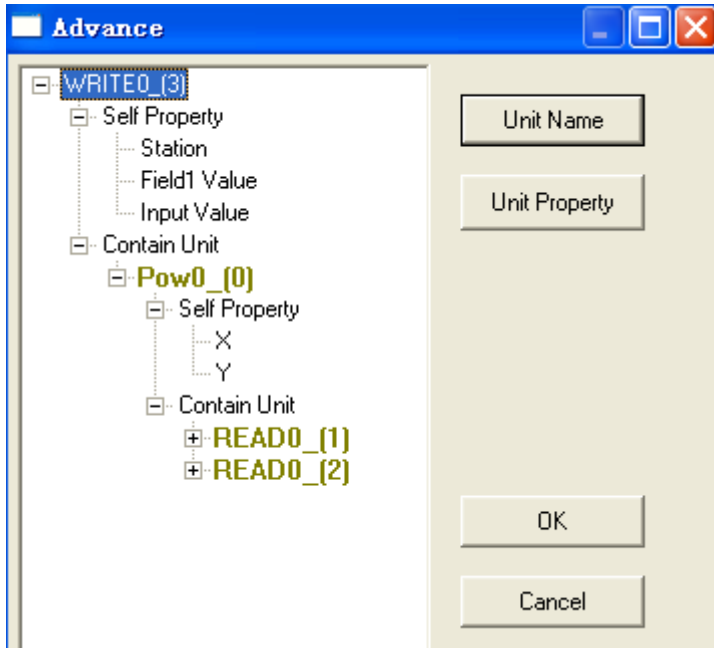 Advance
WRITE0_(3)
Self Property
Station
Field1 Value
Input Value
Contain Unit
Pow0_(0)
Self Property
X
Y
Contain Unit
READ0_(1)
READ0_(2)
Unit Name
Unit Property
OK
Cancel